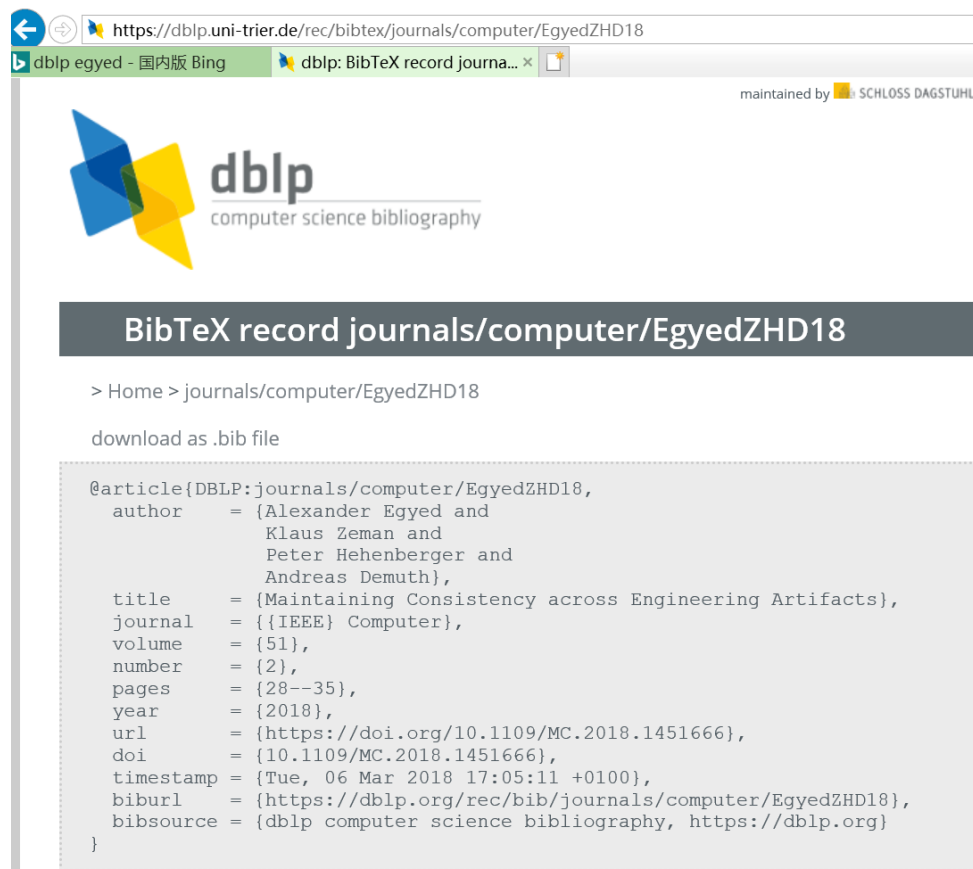 https://dblp.uni-trier.de/rec/bibtex/journals/computer/EgyedZHD18
dblp egyed - 国内版 Bing
dblp: BibTeX record journa... ×
maintained by SCHLOSS DAGSTUHL
dblp
computer science bibliography
BibTeX record journals/computer/EgyedZHD18
> Home > journals/computer/EgyedZHD18
download as .bib file
@article{DBLP:journals/computer/EgyedZHD18,
  author    = {Alexander Egyed and
               Klaus Zeman and
               Peter Hehenberger and
               Andreas Demuth},
  title     = {Maintaining Consistency across Engineering Artifacts},
  journal   = {{IEEE} Computer},
  volume    = {51},
  number    = {2},
  pages     = {28--35},
  year      = {2018},
  url       = {https://doi.org/10.1109/MC.2018.1451666},
  doi       = {10.1109/MC.2018.1451666},
  timestamp = {Tue, 06 Mar 2018 17:05:11 +0100},
  biburl    = {https://dblp.org/rec/bib/journals/computer/EgyedZHD18},
  bibsource = {dblp computer science bibliography, https://dblp.org}
}